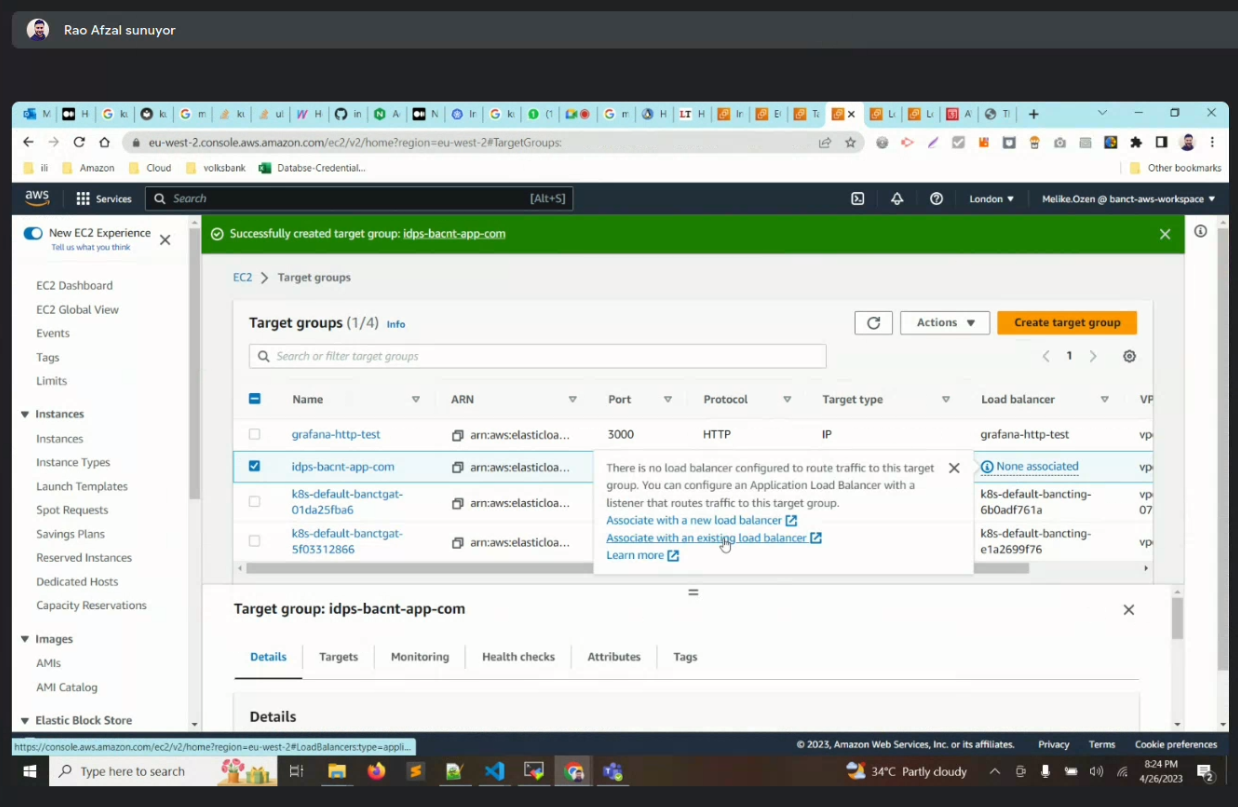 Rao Afzal sunuyor
eu-west-2.console.aws.amazon.com/ec2/v2/home?region=eu-west-2#TargetGroups:
ili Amazon Cloud volksbank Databse-Credential... Other bookmarks
aws Services Search [Alt+S] London Melike.Ozen @ banct-aws-workspace
New EC2 Experience
Tell us what you think
EC2 Dashboard
EC2 Global View
Events
Tags
Limits
Instances
Instances
Instance Types
Launch Templates
Spot Requests
Savings Plans
Reserved Instances
Dedicated Hosts
Capacity Reservations
Images
AMIs
AMI Catalog
Elastic Block Store
Successfully created target group: idps-bacnt-app-com
EC2 Target groups
Target groups (1/4) Info Actions Create target group
Search or filter target groups 1
Name ARN Port Protocol Target type Load balancer VP
grafana-http-test arn:aws:elasticloa... 3000 HTTP IP grafana-http-test vp
idps-bacnt-app-com arn:aws:elasticloa... None associated vp
k8s-default-banctgat- arn:aws:elasticloa... k8s-default-bancting- vp
01da25fba6 6b0adf761a 07
k8s-default-banctgat- arn:aws:elasticloa... k8s-default-bancting- vp
5f03312866 e1a2699f76
There is no load balancer configured to route traffic to this target
group. You can configure an Application Load Balancer with a
listener that routes traffic to this target group.
Associate with a new load balancer
Associate with an existing load balancer
Learn more
Target group: idps-bacnt-app-com
Details Targets Monitoring Health checks Attributes Tags
Details
https://console.aws.amazon.com/ec2/v2/home?region=eu-west-2#LoadBalancers:type=appli...
© 2023, Amazon Web Services, Inc. or its affiliates. Privacy Terms Cookie preferences
Type here to search 34°C Partly cloudy 8:24 PM
4/26/2023 2